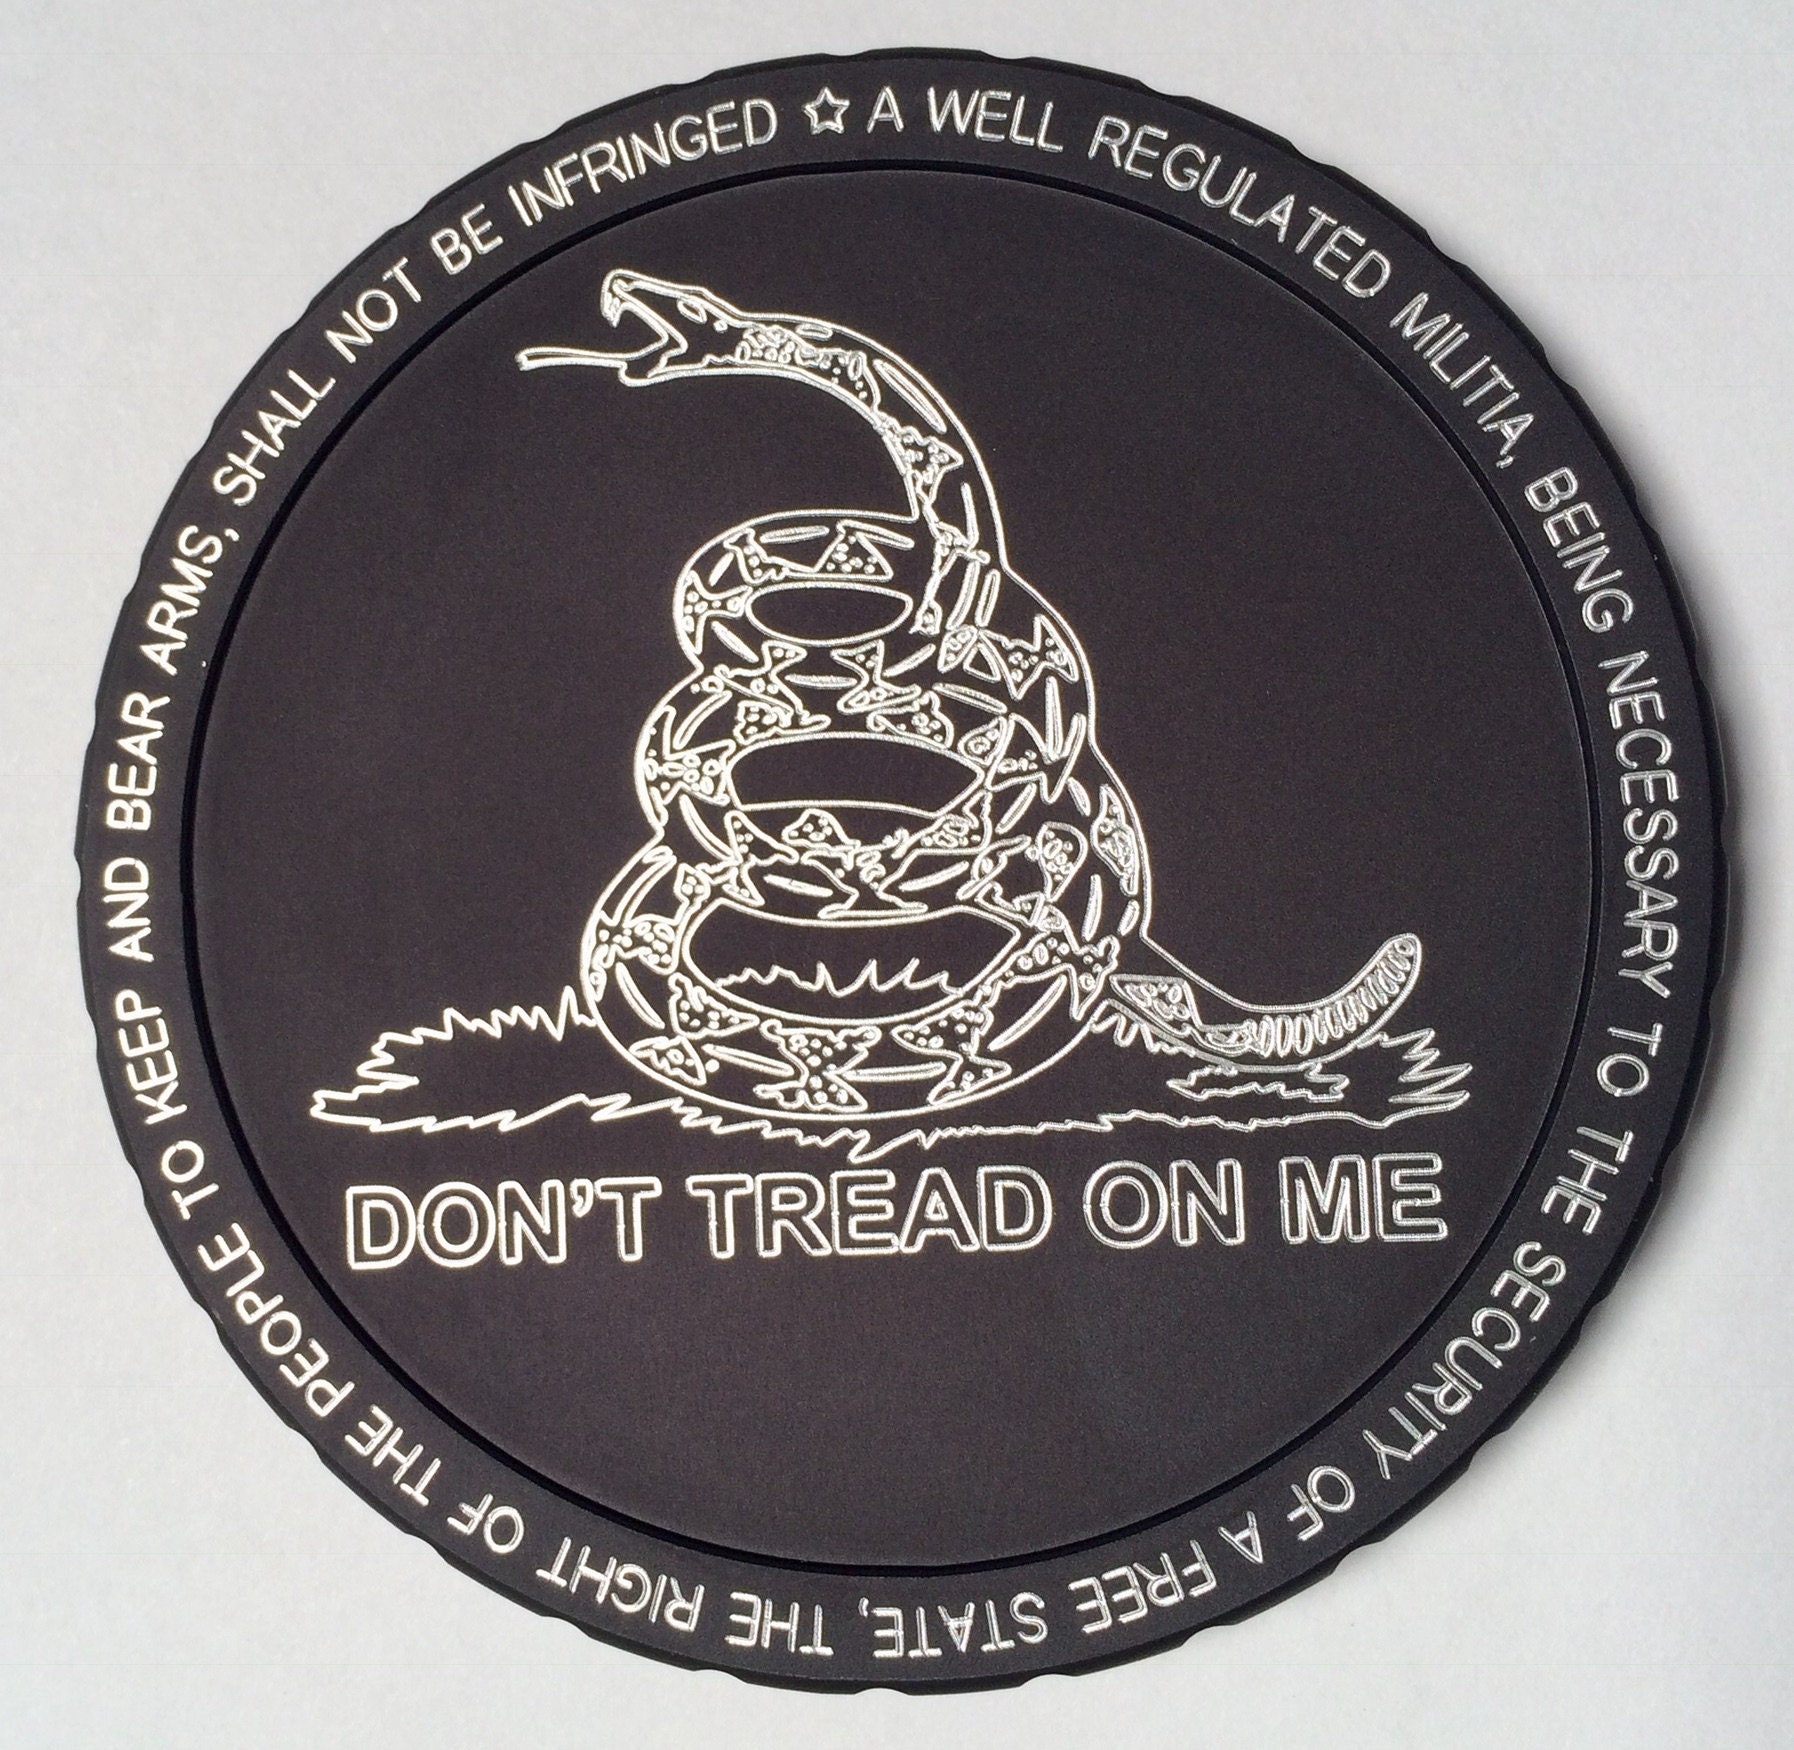 A WELL REGULATED MILITIA, BEING NECESSARY TO THE SECURITY OF A FREE STATE, THE RIGHT OF THE PEOPLE TO KEEP AND BEAR ARMS, SHALL NOT BE INFRINGED
DON'T TREAD ON ME